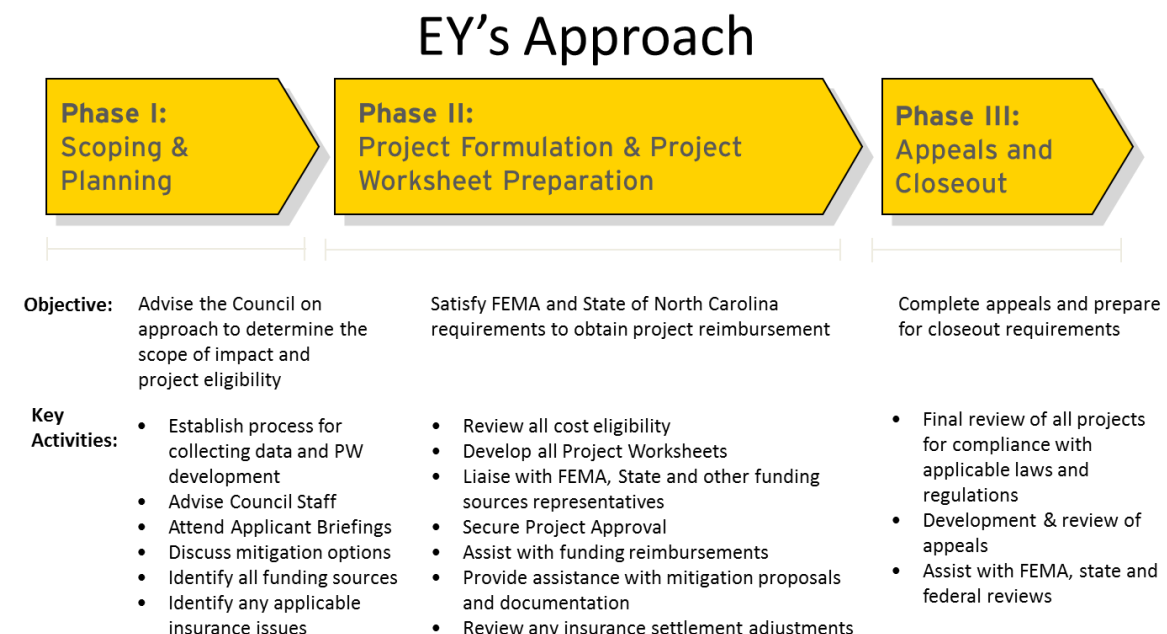 EY’s Approach
Phase I:
Scoping &
Planning
Phase II:
Project Formulation & Project
Worksheet Preparation
Phase III:
Appeals and
Closeout
Objective:
Advise the Council on
approach to determine the
scope of impact and
project eligibility
Satisfy FEMA and State of North Carolina
requirements to obtain project reimbursement
Complete appeals and prepare
for closeout requirements
Key
Activities:
• Establish process for
collecting data and PW
development
• Advise Council Staff
• Attend Applicant Briefings
• Discuss mitigation options
• Identify all funding sources
• Identify any applicable
insurance issues
• Review all cost eligibility
• Develop all Project Worksheets
• Liaise with FEMA, State and other funding
sources representatives
• Secure Project Approval
• Assist with funding reimbursements
• Provide assistance with mitigation proposals
and documentation
• Review any insurance settlement adjustments
• Final review of all projects
for compliance with
applicable laws and
regulations
• Development & review of
appeals
• Assist with FEMA, state and
federal reviews